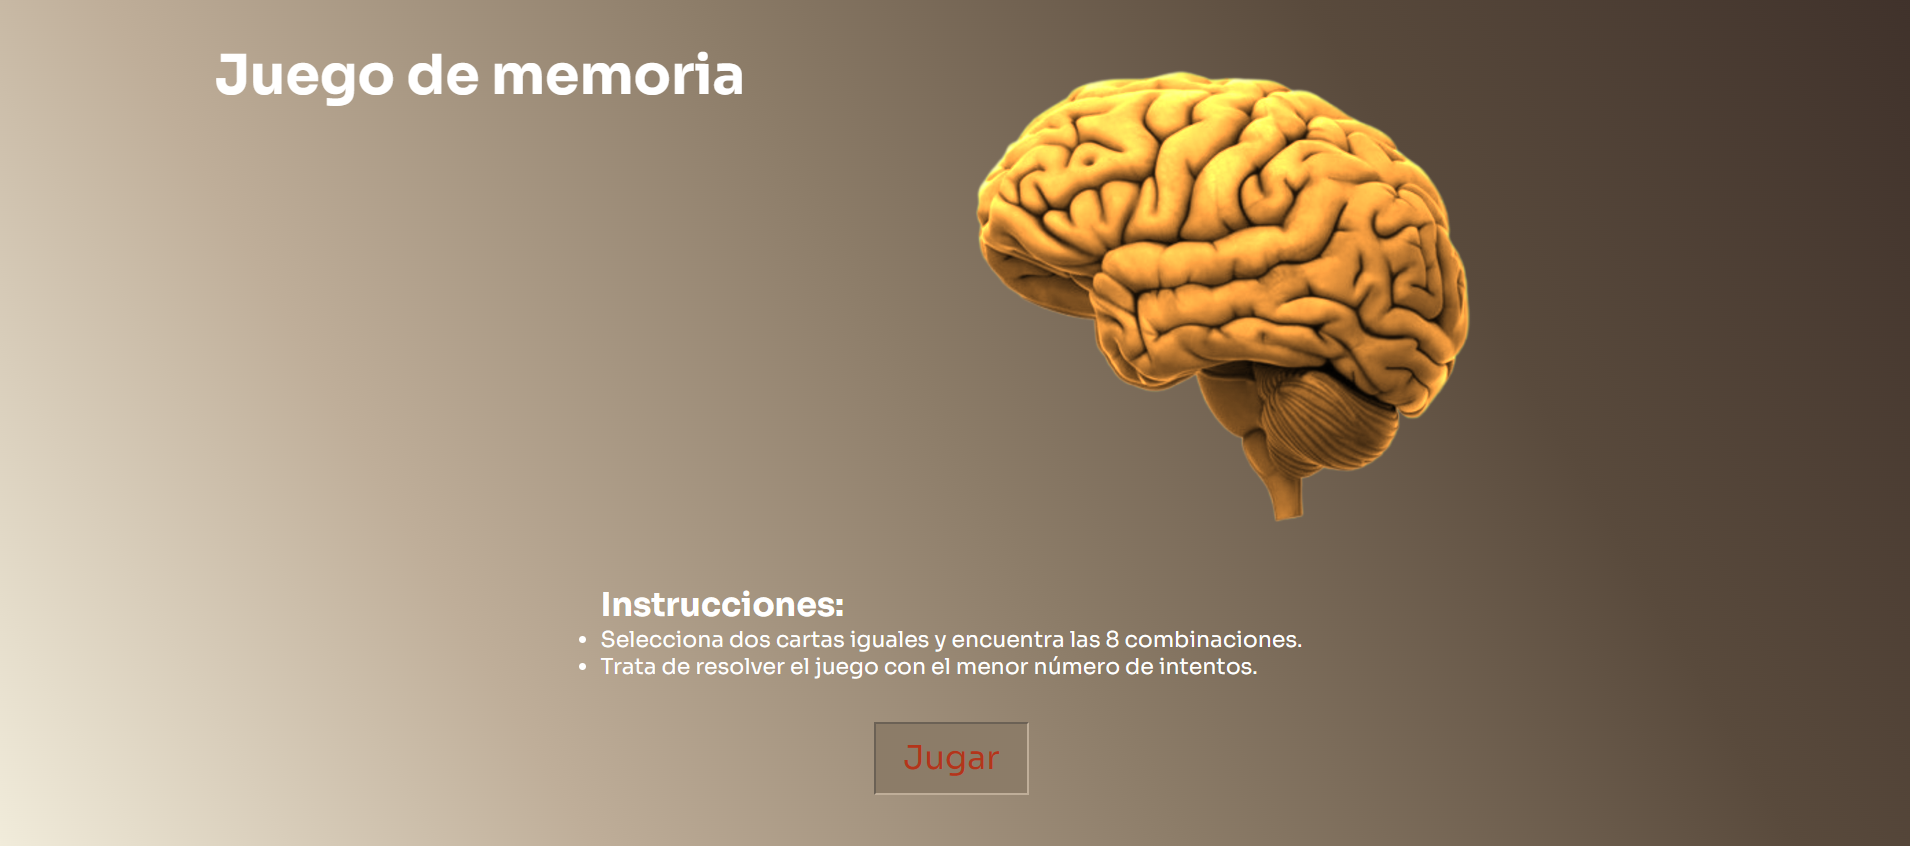 Juego de memoria
Instrucciones:
• Selecciona dos cartas iguales y encuentra las 8 combinaciones.
• Trata de resolver el juego con el menor número de intentos.
Jugar